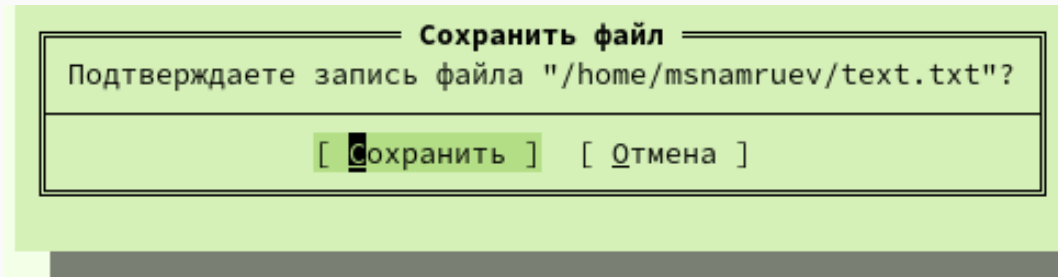 Сохранить файл
Подтверждаете запись файла "/home/msnamruev/text.txt"?
[ Сохранить ] [ Отмена ]